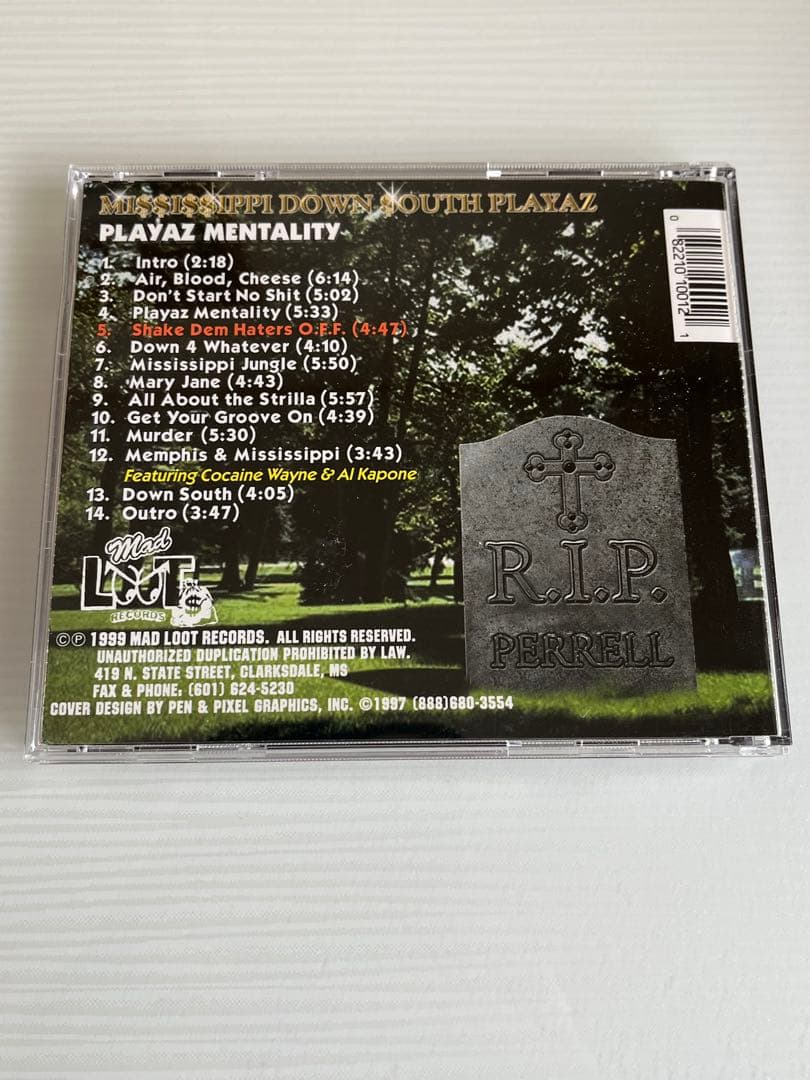 MI$$I$$IPPI DOWN $OUTH PLAYAZ
PLAYAZ MENTALITY
1. Intro (2:18)
2. Air, Blood, Cheese (6:14)
3. Don't Start No Shit (5:02)
4. Playaz Mentality (5:33)
5. Shake Dem Haters O.F.F. (4:47)
6. Down 4 Whatever (4:10)
7. Mississippi Jungle (5:50)
8. Mary Jane (4:43)
9. All About the Strilla (5:57)
10. Get Your Groove On (4:39)
11. Murder (5:30)
12. Memphis & Mississippi (3:43)
Featuring Cocaine Wayne & Al Kapone
13. Down South (4:05)
14. Outro (3:47)
Mad
LOOT
RECORDS
©℗ 1999 MAD LOOT RECORDS. ALL RIGHTS RESERVED.
UNAUTHORIZED DUPLICATION PROHIBITED BY LAW.
419 N. STATE STREET, CLARKSDALE, MS
FAX & PHONE: (601) 624-5230
COVER DESIGN BY PEN & PIXEL GRAPHICS, INC. ©1997 (888)680-3554
0 82210 10012 1
R.I.P.
PERRELL